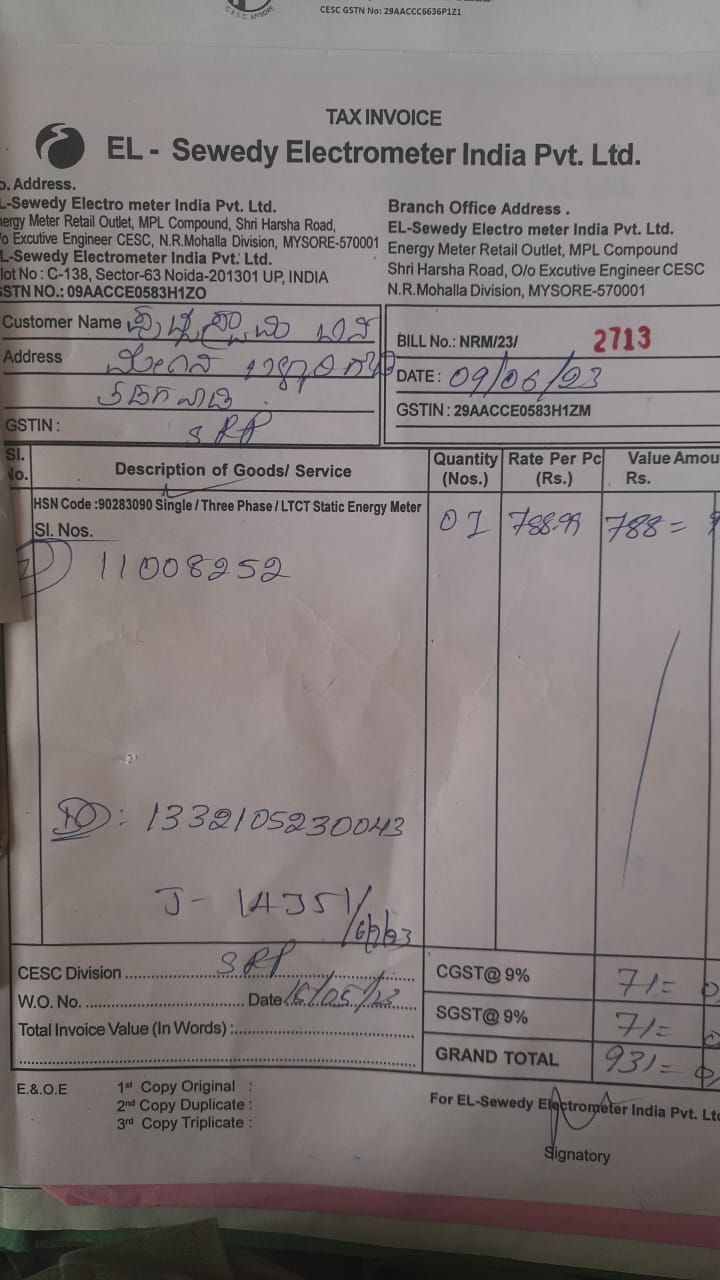 C.E.S.C. MYSORE
CESC GSTN No: 29AACCC6636P1Z1
TAX INVOICE
EL - Sewedy Electrometer India Pvt. Ltd.
o. Address.
L-Sewedy Electro meter India Pvt. Ltd.
nergy Meter Retail Outlet, MPL Compound, Shri Harsha Road,
/o Excutive Engineer CESC, N.R.Mohalla Division, MYSORE-570001
L-Sewedy Electrometer India Pvt. Ltd.
lot No : C-138, Sector-63 Noida-201301 UP, INDIA
GSTN NO.: 09AACCE0583H1ZO
Branch Office Address .
EL-Sewedy Electro meter India Pvt. Ltd.
Energy Meter Retail Outlet, MPL Compound
Shri Harsha Road, O/o Excutive Engineer CESC
N.R.Mohalla Division, MYSORE-570001
Customer Name
Address
GSTIN : SRP
BILL No.: NRM/23/ 2713
DATE : 09/06/23
GSTIN : 29AACCE0583H1ZM
Sl. No. Description of Goods/ Service Quantity (Nos.) Rate Per Pc (Rs.) Value Amou Rs.
HSN Code :90283090 Single / Three Phase / LTCT Static Energy Meter 01 788.99 788=
Sl. Nos.
11008252
ID: 1332105230043
SRP
CESC Division
W.O. No. Date 16/05/23
Total Invoice Value (In Words) :
CGST@ 9% 71=
SGST@ 9% 71=
GRAND TOTAL 931=
E.&.O.E
1st Copy Original :
2nd Copy Duplicate :
3rd Copy Triplicate :
For EL-Sewedy Electrometer India Pvt. Ltd
Signatory